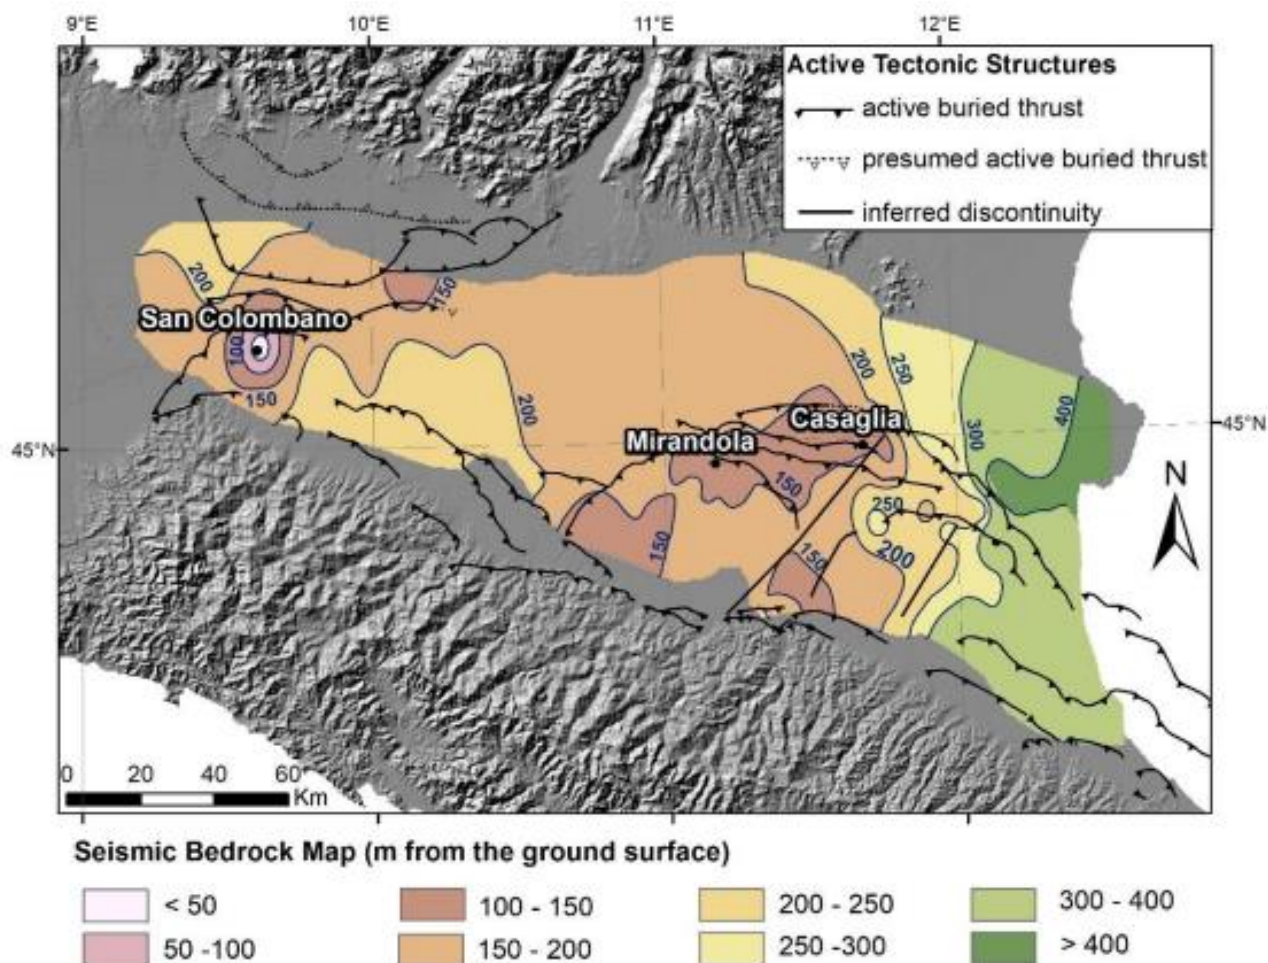 9°E 10°E 11°E 12°E
Active Tectonic Structures
active buried thrust
presumed active buried thrust
inferred discontinuity
200
150
San Colombano
100
150
200
200
250
300
400
Casaglia
Mirandola
45°N
45°N
150
250
200
150
150
N
0 20 40 60
Km
Seismic Bedrock Map (m from the ground surface)
< 50
100 - 150
200 - 250
300 - 400
50 -100
150 - 200
250 -300
> 400